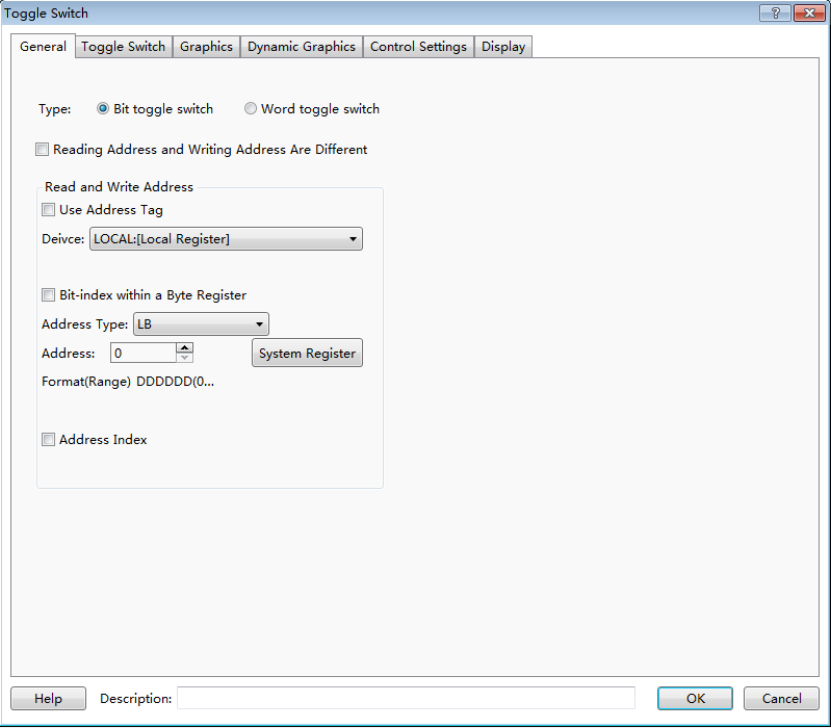 Toggle Switch
?
General Toggle Switch Graphics Dynamic Graphics Control Settings Display
Type: Bit toggle switch Word toggle switch
Reading Address and Writing Address Are Different
Read and Write Address
Use Address Tag
Deivce: LOCAL:[Local Register]
Bit-index within a Byte Register
Address Type: LB
Address: 0 System Register
Format(Range) DDDDDD(0...
Address Index
Help Description: OK Cancel